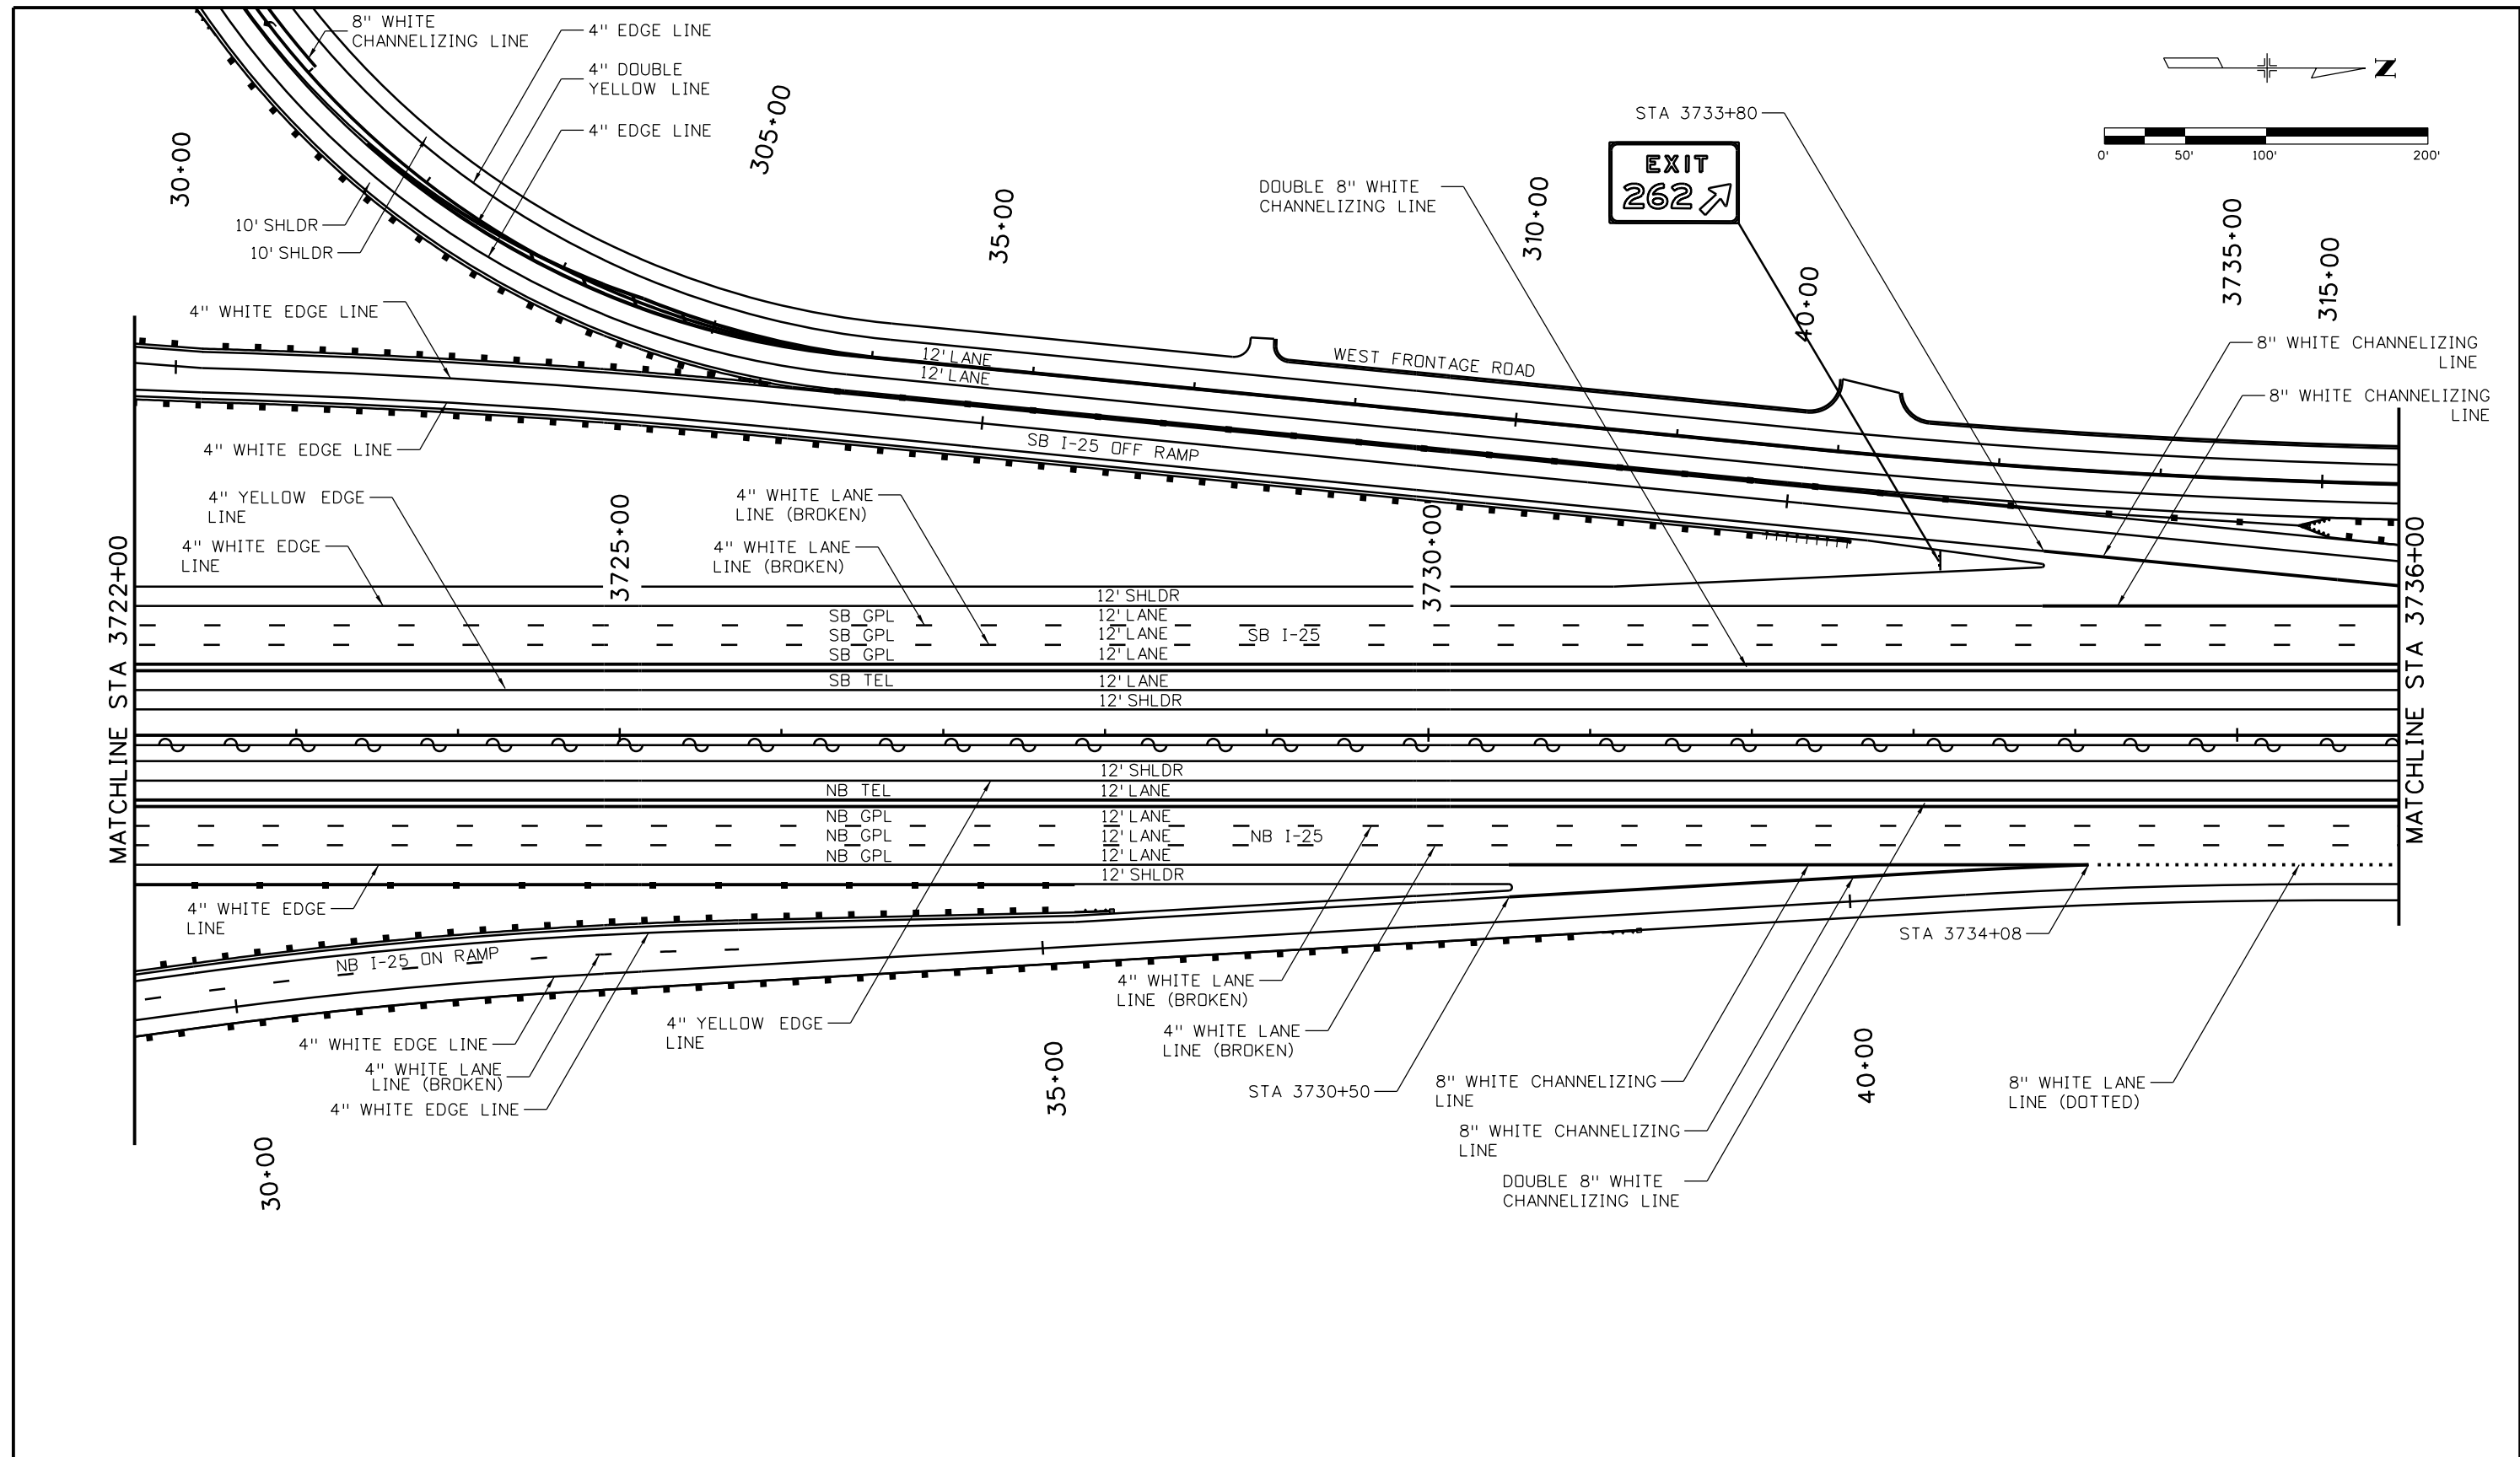 8" WHITE
CHANNELIZING LINE
4" EDGE LINE
4" DOUBLE
YELLOW LINE
4" EDGE LINE
305+00
30+00
10' SHLDR
10' SHLDR
N
0' 50' 100' 200'
STA 3733+80
EXIT
262
DOUBLE 8" WHITE
CHANNELIZING LINE
35+00
310+00
40+00
3735+00
315+00
4" WHITE EDGE LINE
12' LANE
12' LANE
WEST FRONTAGE ROAD
8" WHITE CHANNELIZING
LINE
8" WHITE CHANNELIZING
LINE
4" WHITE EDGE LINE
SB I-25 OFF RAMP
4" YELLOW EDGE
LINE
4" WHITE EDGE
LINE
4" WHITE LANE
LINE (BROKEN)
4" WHITE LANE
LINE (BROKEN)
3725+00
3730+00
MATCHLINE STA 3722+00
MATCHLINE STA 3736+00
12' SHLDR
SB GPL 12' LANE
SB GPL 12' LANE SB I-25
SB GPL 12' LANE
SB TEL 12' LANE
12' SHLDR
12' SHLDR
NB TEL 12' LANE
NB GPL 12' LANE
NB GPL 12' LANE NB I-25
NB GPL 12' LANE
12' SHLDR
4" WHITE EDGE
LINE
NB I-25 ON RAMP
STA 3734+08
4" WHITE LANE
LINE (BROKEN)
4" YELLOW EDGE
LINE
4" WHITE LANE
LINE (BROKEN)
4" WHITE EDGE LINE
4" WHITE LANE
LINE (BROKEN)
4" WHITE EDGE LINE
35+00
STA 3730+50
40+00
8" WHITE CHANNELIZING
LINE
8" WHITE LANE
LINE (DOTTED)
8" WHITE CHANNELIZING
LINE
30+00
DOUBLE 8" WHITE
CHANNELIZING LINE